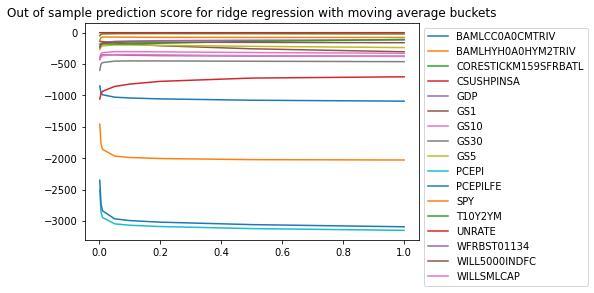 Out of sample prediction score for ridge regression with moving average buckets
0
−500
−1000
−1500
−2000
−2500
−3000
0.0 0.2 0.4 0.6 0.8 1.0
BAMLCC0A0CMTRIV
BAMLHYH0A0HYM2TRIV
CORESTICKM159SFRBATL
CSUSHPINSA
GDP
GS1
GS10
GS30
GS5
PCEPI
PCEPILFE
SPY
T10Y2YM
UNRATE
WFRBST01134
WILL5000INDFC
WILLSMLCAP